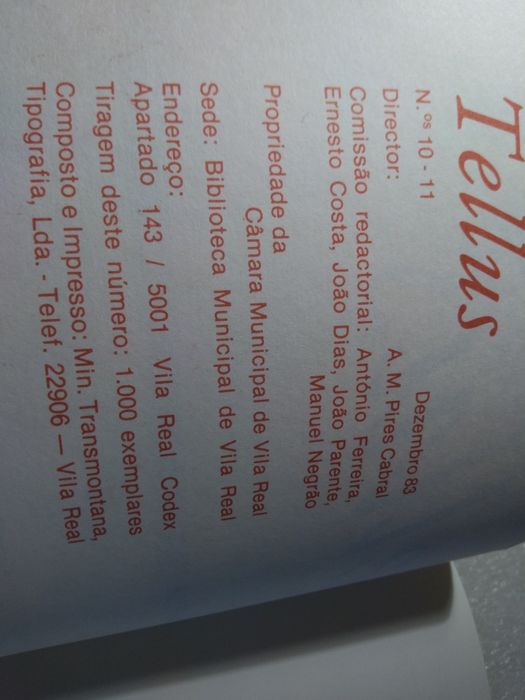 Tellus
N.ºs 10 - 11 Dezembro 83
Director: A. M. Pires Cabral
Comissão redactorial: António Ferreira,
Ernesto Costa, João Dias, João Parente,
Manuel Negrão
Propriedade da
Câmara Municipal de Vila Real
Sede: Biblioteca Municipal de Vila Real
Endereço:
Apartado 143 / 5001 Vila Real Codex
Tiragem deste número: 1.000 exemplares
Composto e Impresso: Min. Transmontana,
Tipografia, Lda. - Telef. 22906 — Vila Real